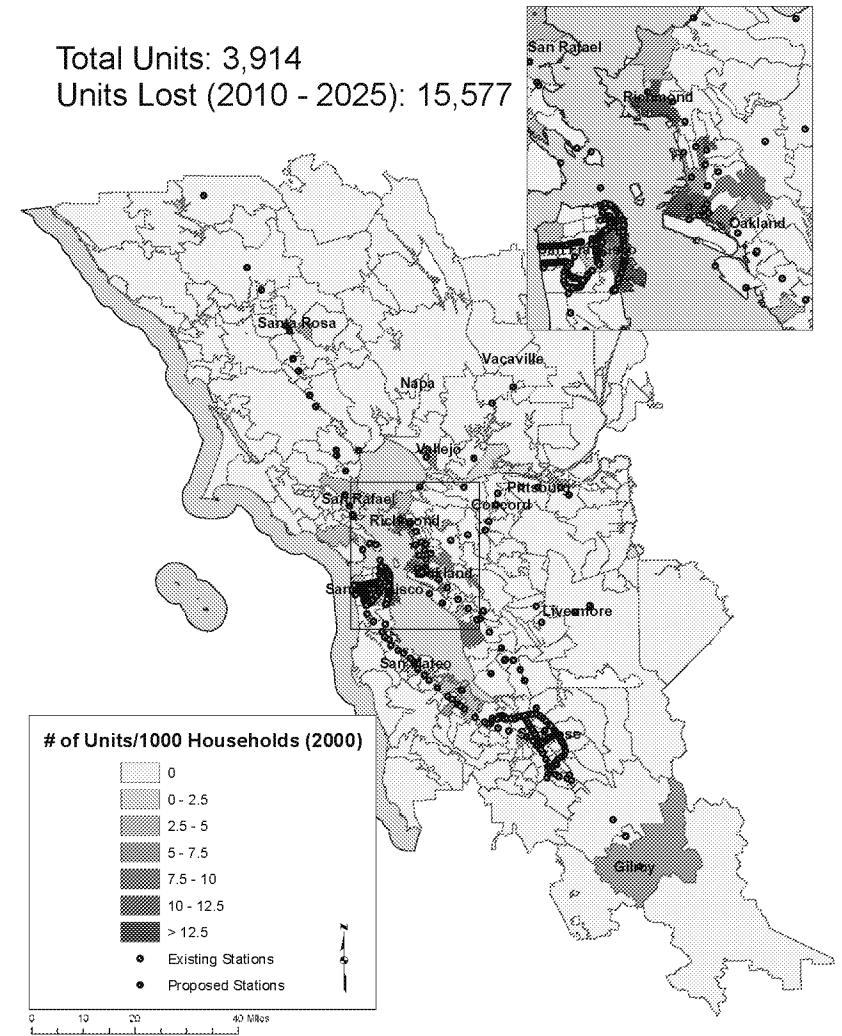 Total Units: 3,914
Units Lost (2010 - 2025): 15,577
San Rafael
Richmond
Oakland
Santa Rosa
Vacaville
Napa
Vallejo
Pittsburg
San Rafael
Concord
Richmond
Oakland
San Francisco
Livermore
San Mateo
Gilroy
# of Units/1000 Households (2000)
0
0 - 2.5
2.5 - 5
5 - 7.5
7.5 - 10
10 - 12.5
> 12.5
Existing Stations
Proposed Stations
N
0 10 20 40 Miles